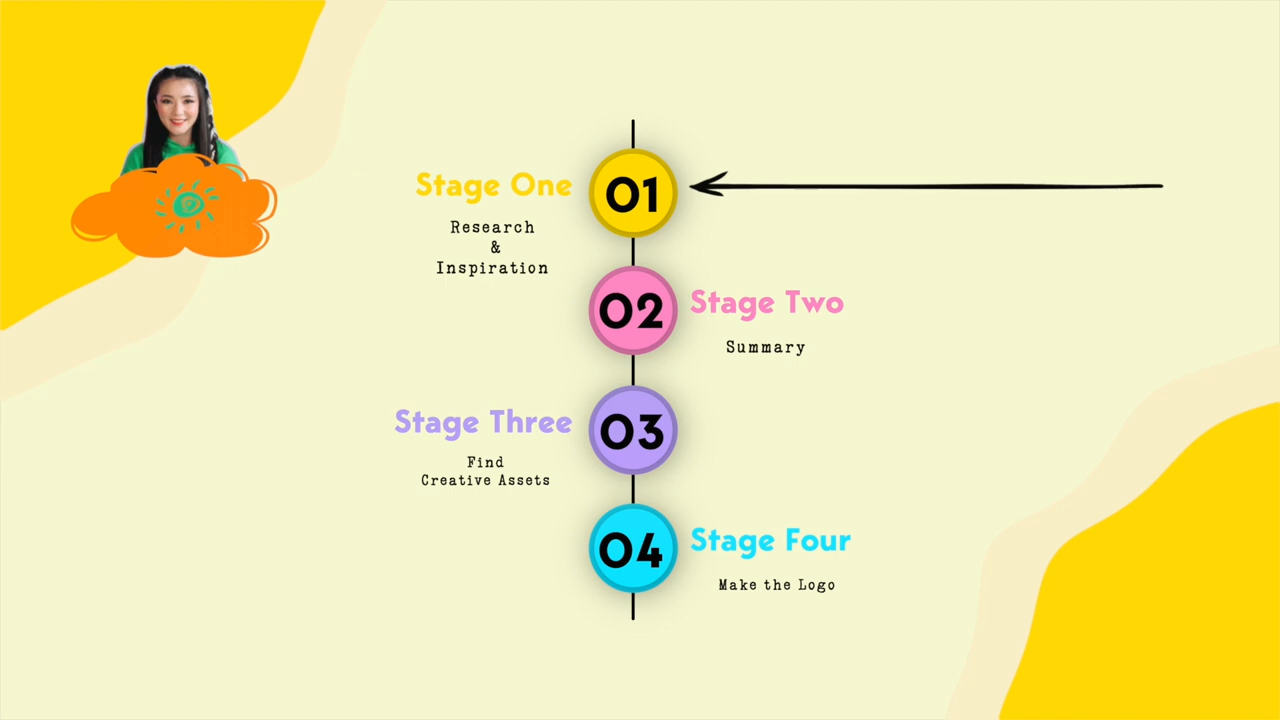 Stage One
01
Research
&
Inspiration
02
Stage Two
Summary
Stage Three
03
Find
Creative Assets
04
Stage Four
Make the Logo